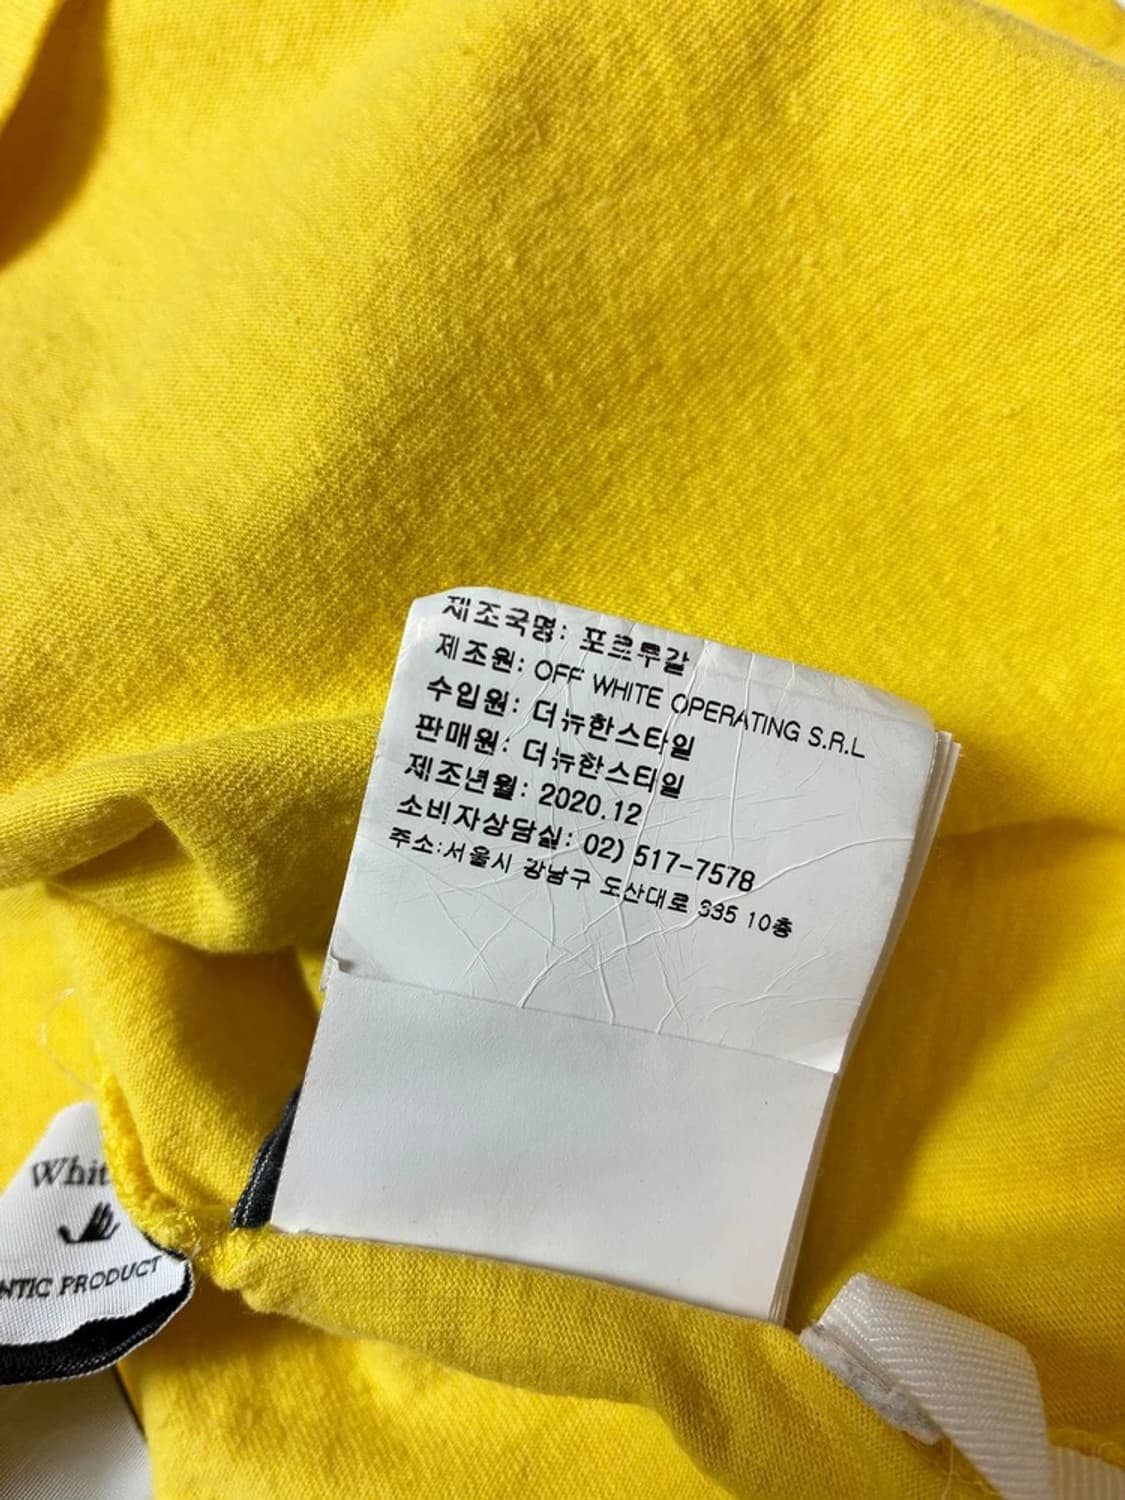 제조국명: 포르투갈
제조원: OFF WHITE OPERATING S.R.L
수입원: 더뉴한스타일
판매원: 더뉴한스타일
제조년월: 2020.12
소비자상담실: 02) 517-7578
주소:서울시 강남구 도산대로 335 10층
Whit
NTIC PRODUCT